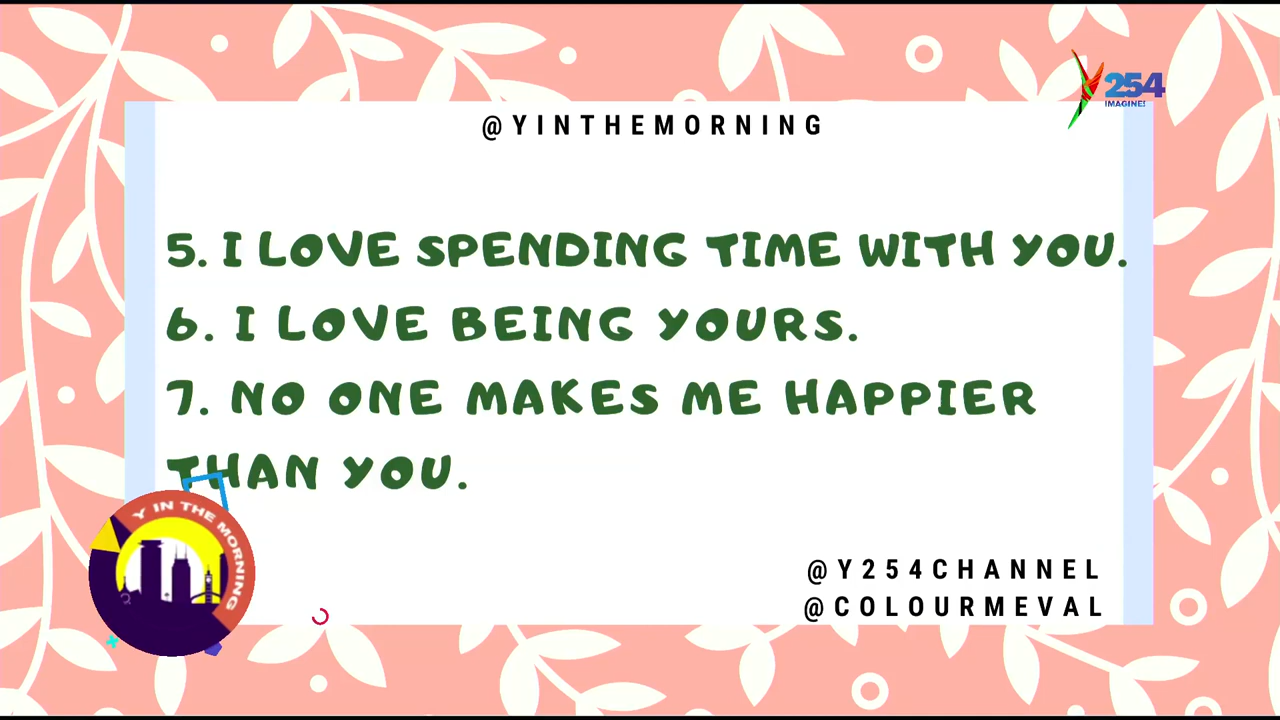 Y254
IMAGINE!
@YINTHEMORNING
5. I LOVE SPENDING TIME WITH YOU.
6. I LOVE BEING YOURS.
7. NO ONE MAKES ME HAPPIER
THAN YOU.
Y IN THE MORNING
@Y254CHANNEL
@COLOURMEVAL